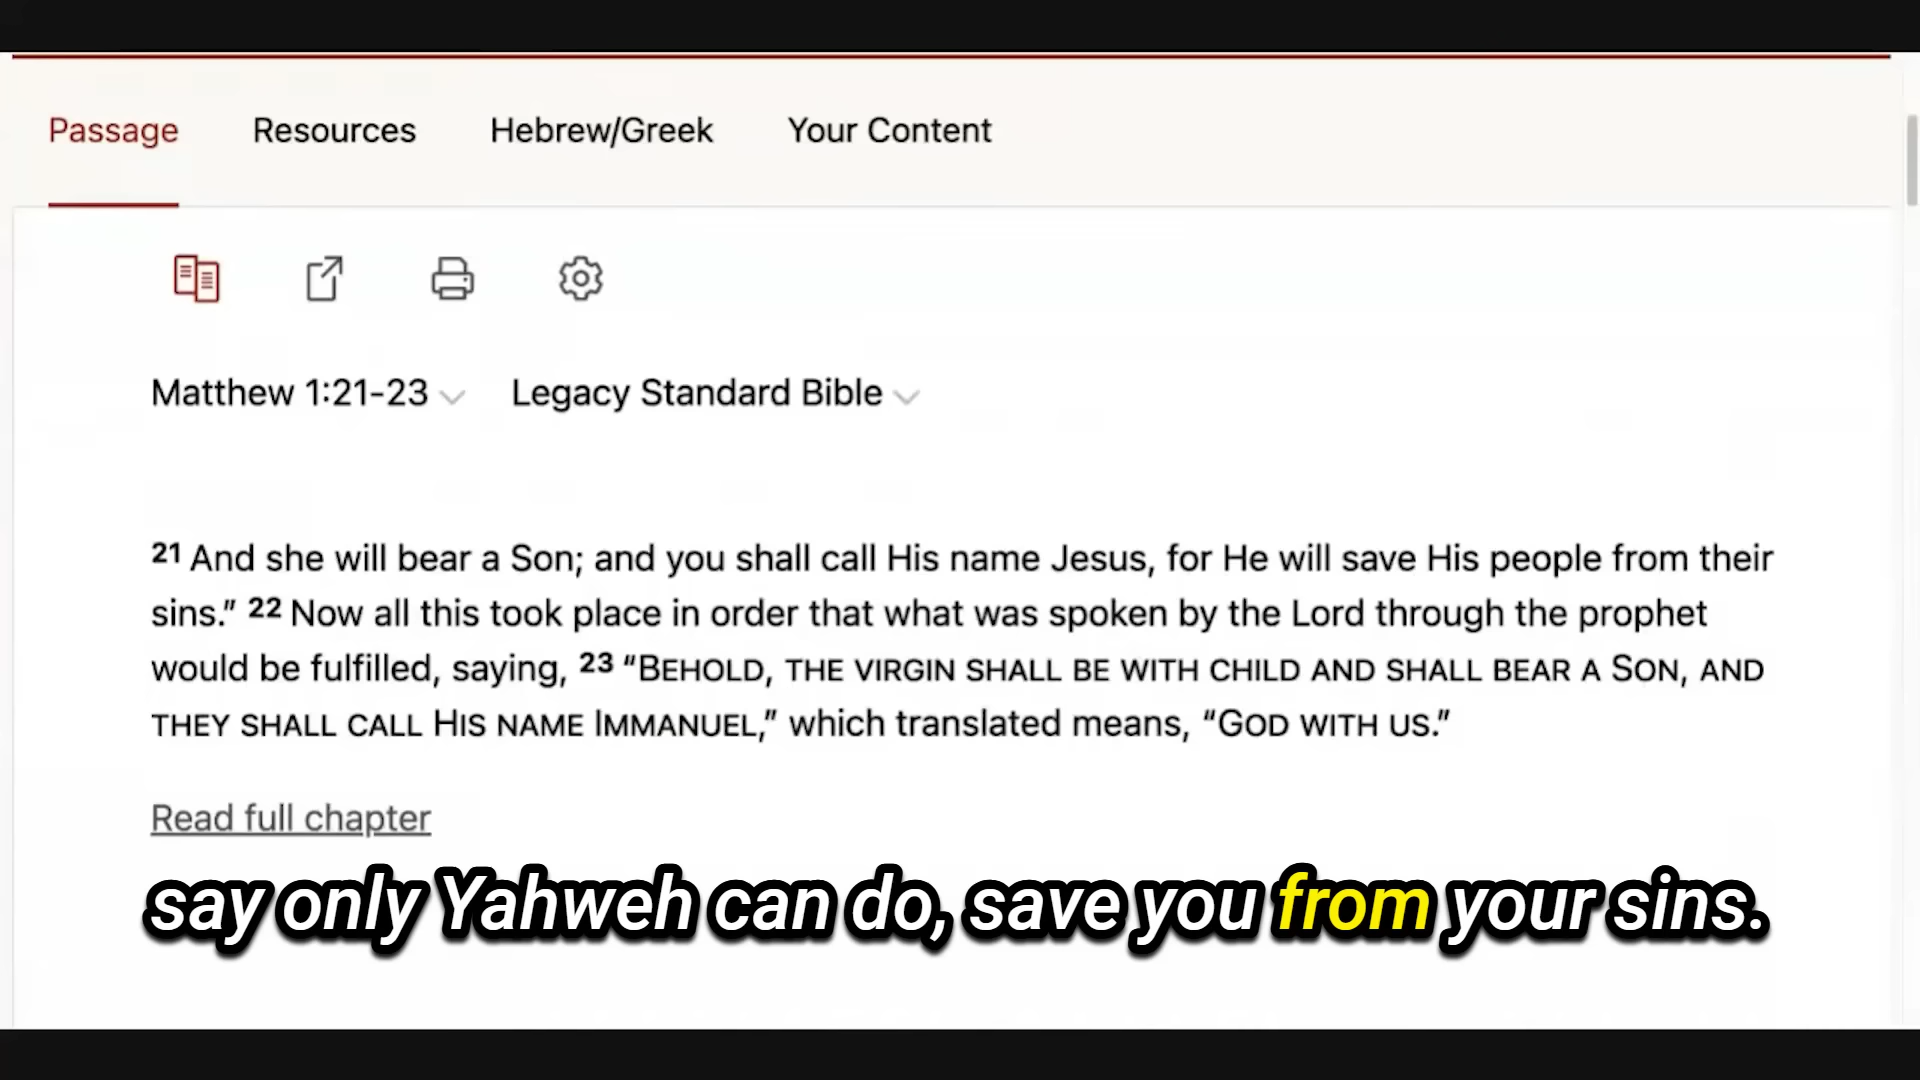 Passage Resources Hebrew/Greek Your Content
Matthew 1:21-23 Legacy Standard Bible
21 And she will bear a Son; and you shall call His name Jesus, for He will save His people from their
sins.” 22 Now all this took place in order that what was spoken by the Lord through the prophet
would be fulfilled, saying, 23 “BEHOLD, THE VIRGIN SHALL BE WITH CHILD AND SHALL BEAR A SON, AND
THEY SHALL CALL HIS NAME IMMANUEL,” which translated means, “GOD WITH US.”
Read full chapter
say only Yahweh can do, save you from your sins.